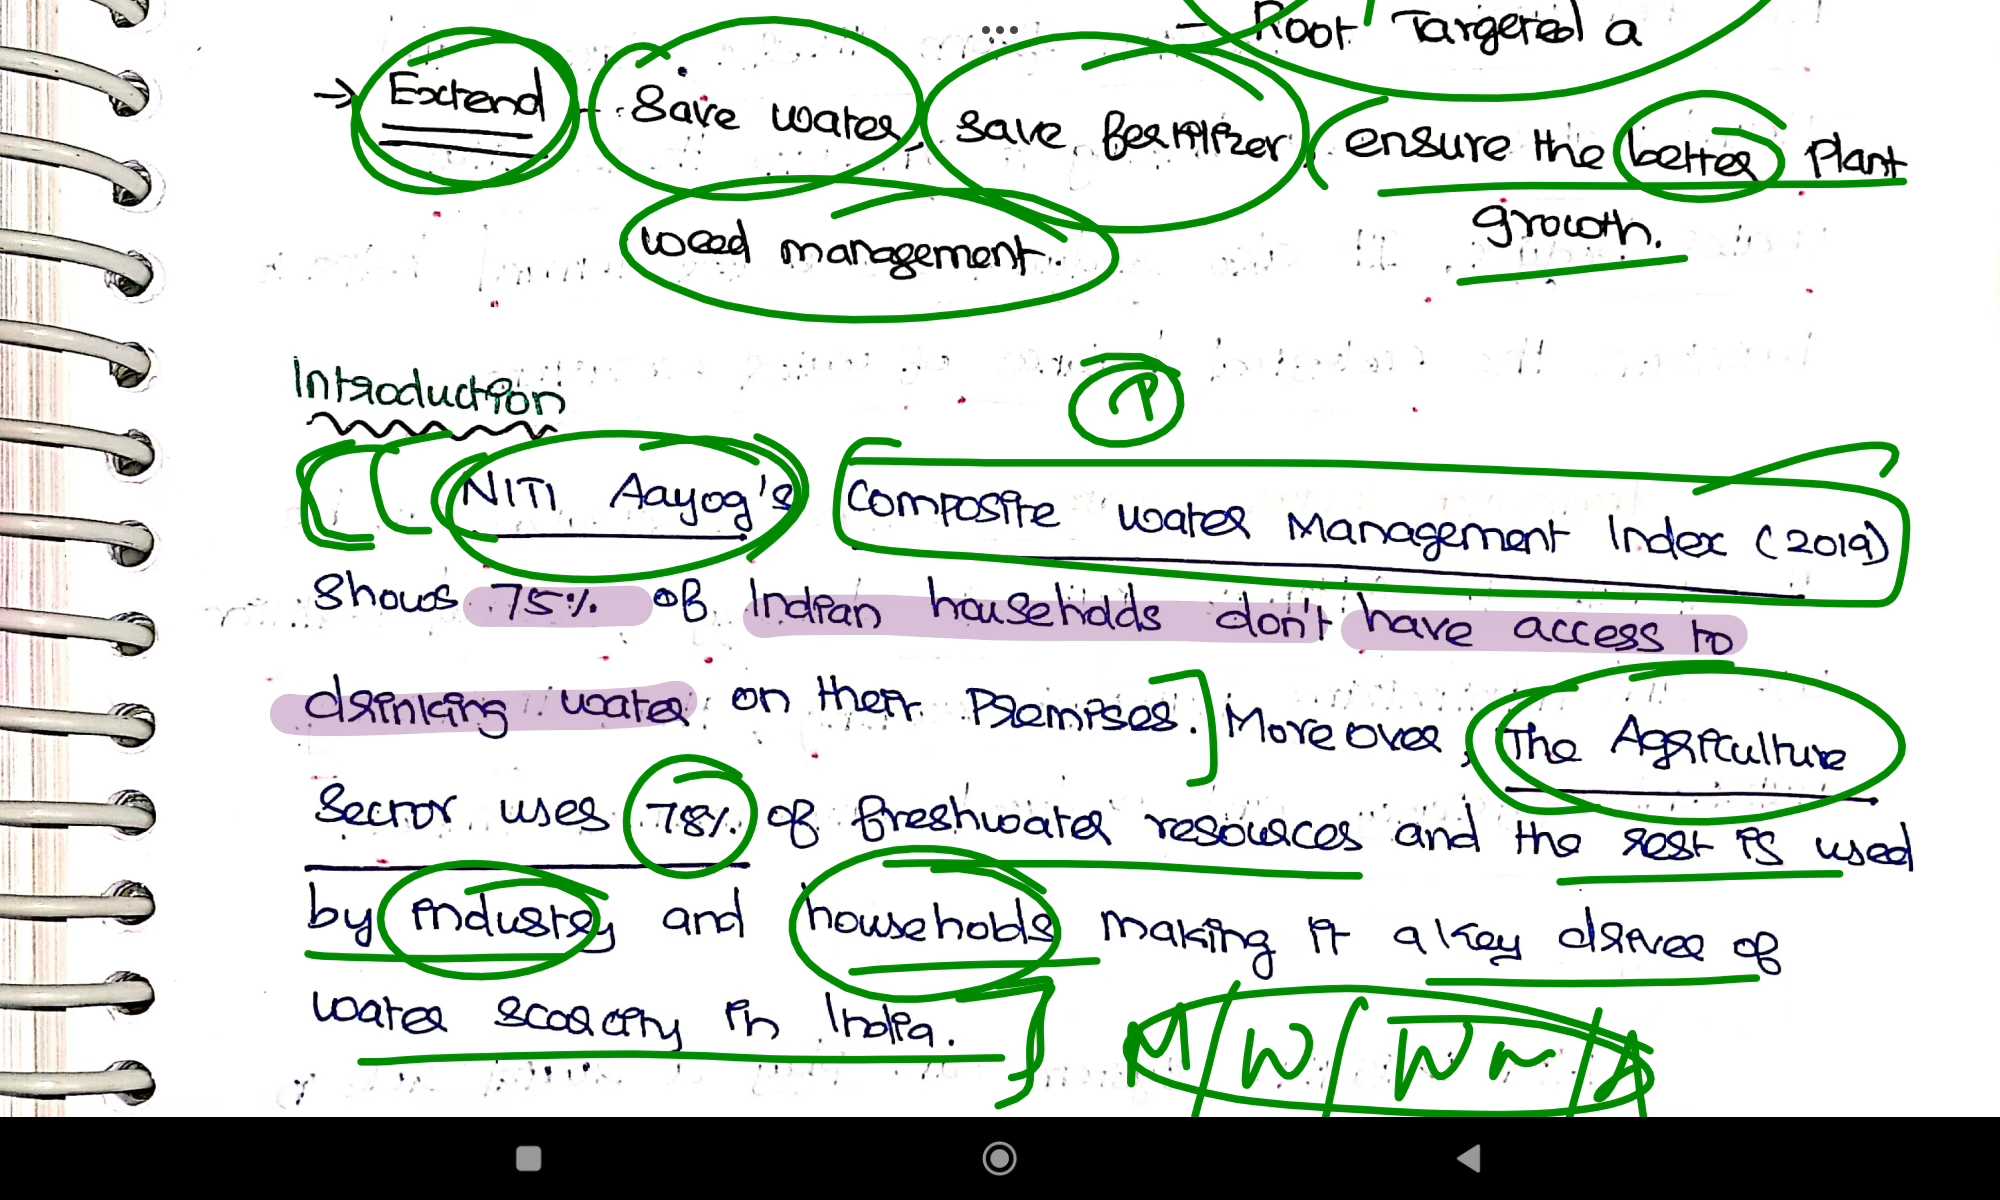 - Root Targeted a
→ Extend - Save water, save fertilizer, ensure the better plant
weed management. growth.
Introduction
P
NITI Aayog's Composite water Management Index (2019)
shows 75% of Indian households don't have access to
drinking water on their Premises. Moreover, the Agriculture
Sector uses 78% of freshwater resources and the rest is used
by industry and households making it a key driver of
water scarcity in India.
M/W/Wm/A